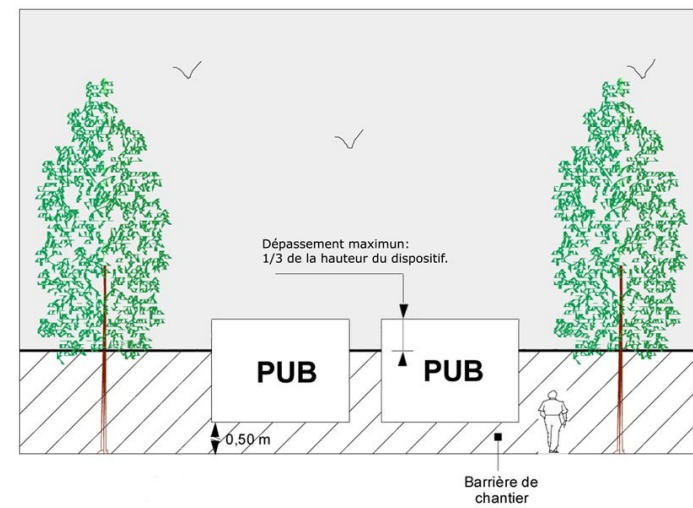 Dépassement maximun:
1/3 de la hauteur du dispositif.
PUB
PUB
0,50 m
Barrière de
chantier